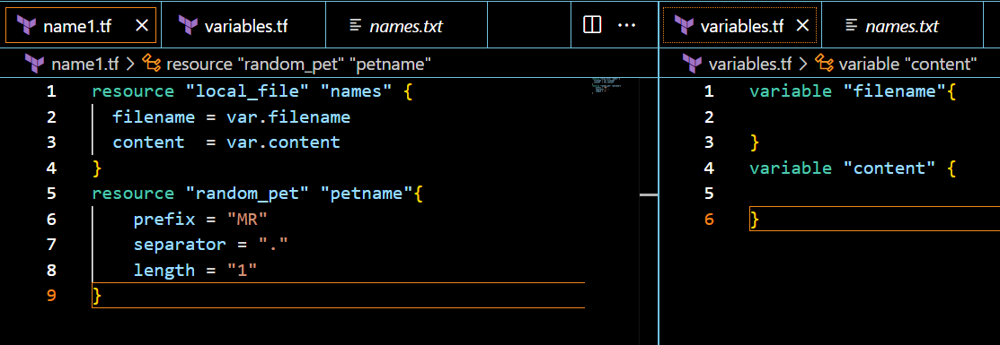 name1.tf
variables.tf
names.txt
name1.tf > resource "random_pet" "petname"
1 resource "local_file" "names" {
2   filename = var.filename
3   content  = var.content
4 }
5 resource "random_pet" "petname"{
6     prefix = "MR"
7     separator = "."
8     length = "1"
9 }
variables.tf
names.txt
variables.tf > variable "content"
1 variable "filename"{
2
3 }
4 variable "content" {
5
6 }